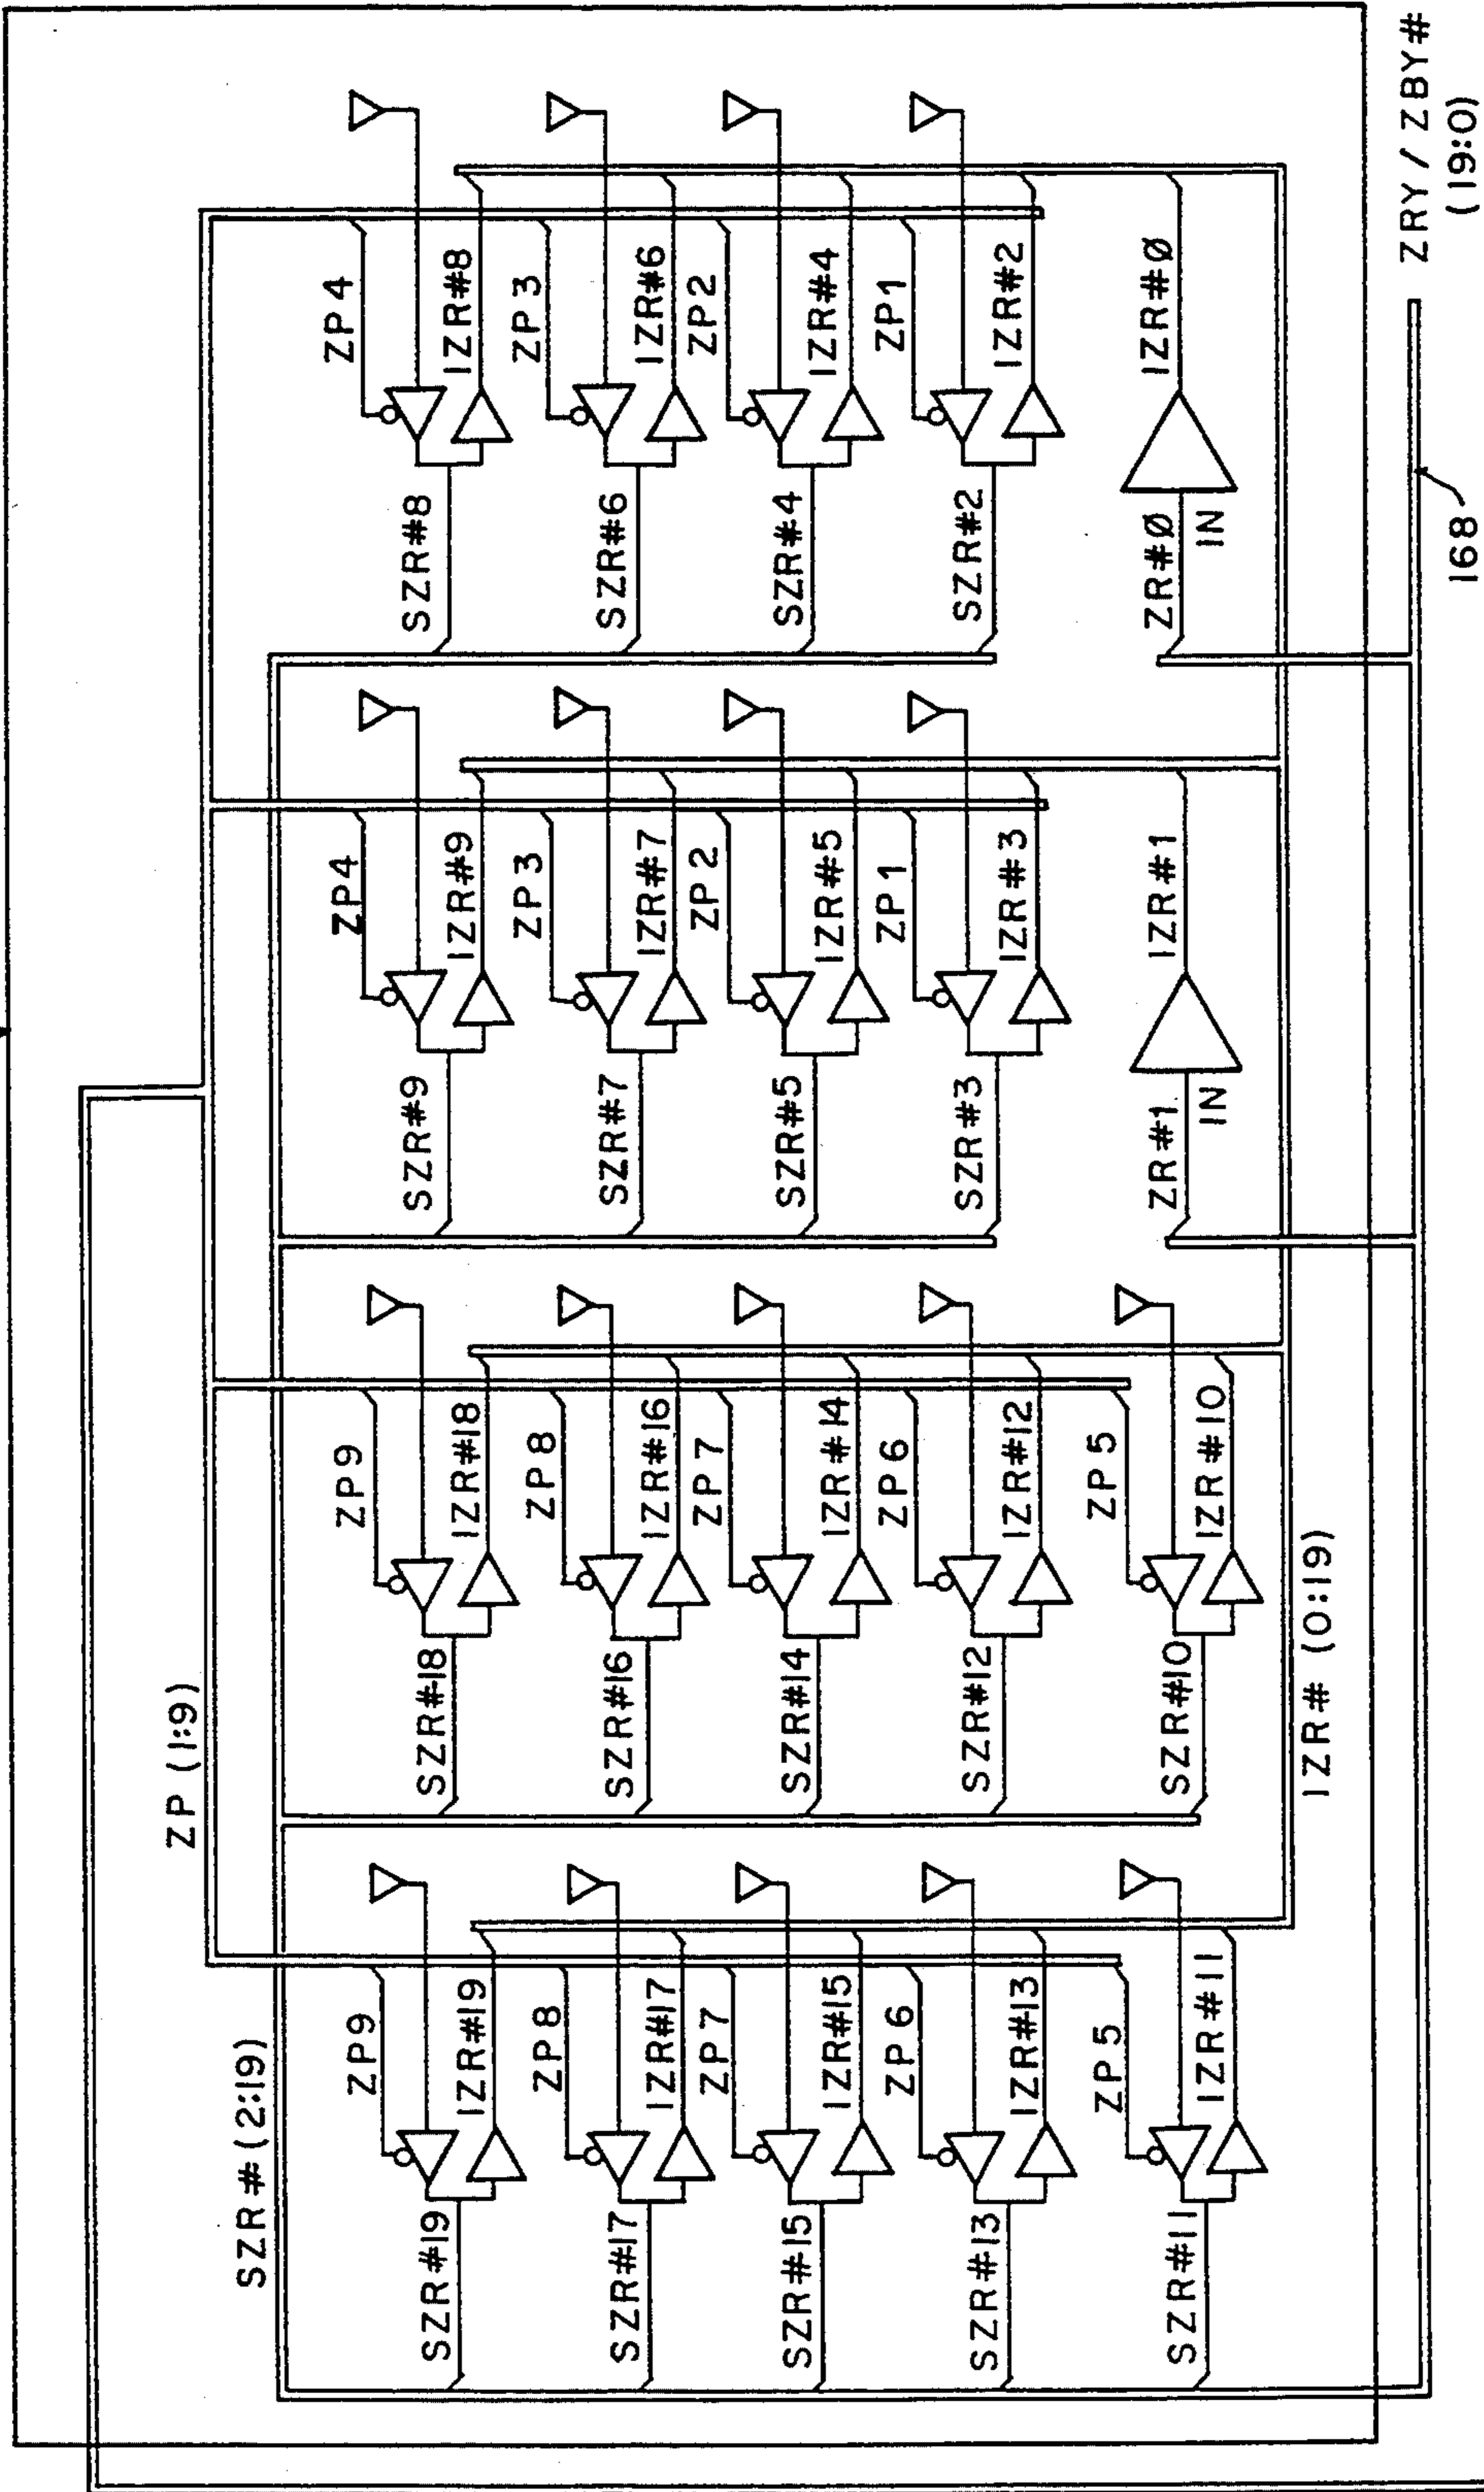 ZP (1:9)
SZR# (2:19)
ZP9
SZR#19
IZR#19
ZP8
SZR#17
IZR#17
ZP7
SZR#15
IZR#15
ZP6
SZR#13
IZR#13
ZP5
SZR#11
IZR#11
ZP9
SZR#18
IZR#18
ZP8
SZR#16
IZR#16
ZP7
SZR#14
IZR#14
ZP6
SZR#12
IZR#12
ZP5
SZR#10
IZR#10
ZP4
SZR#9
IZR#9
ZP3
SZR#7
IZR#7
ZP2
SZR#5
IZR#5
ZP1
SZR#3
IZR#3
ZR#1
IZR#1
IN
ZP4
SZR#8
IZR#8
ZP3
SZR#6
IZR#6
ZP2
SZR#4
IZR#4
ZP1
SZR#2
IZR#2
ZR#Ø
IZR#Ø
IN
IZR# (0:19)
ZRY/ZBY#
(19:0)
168